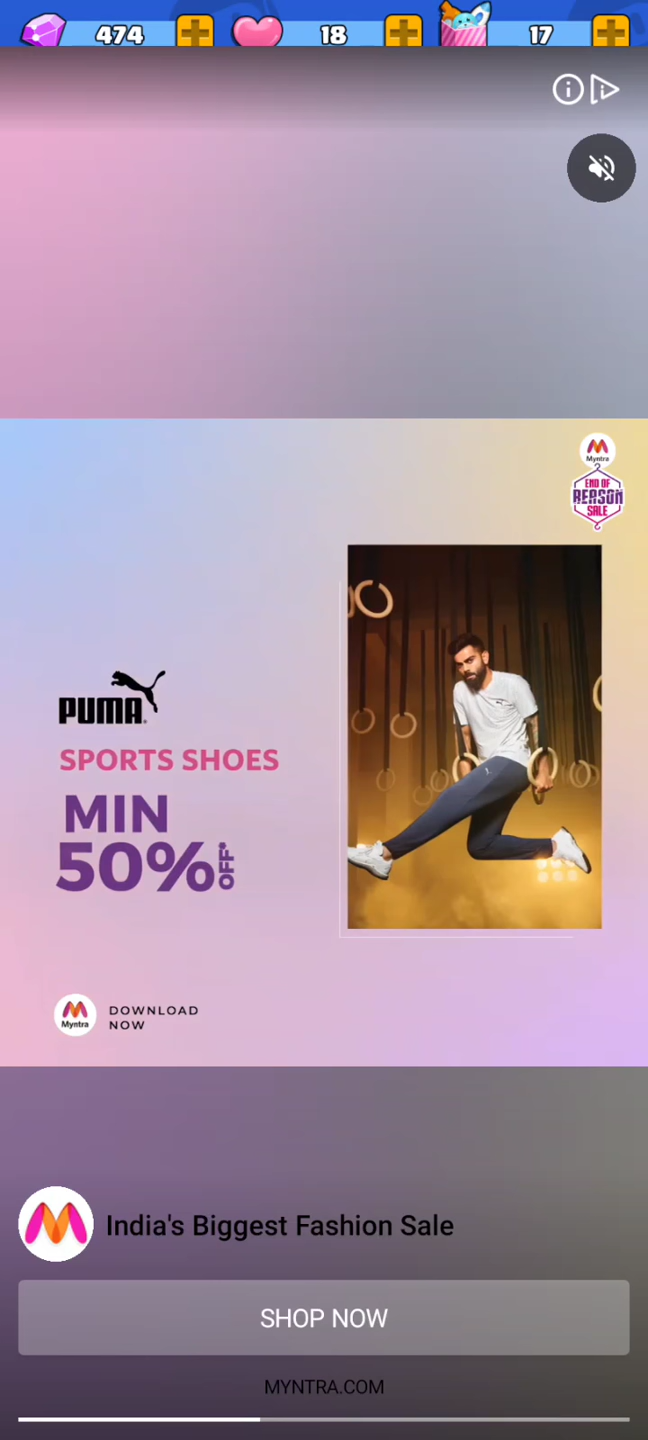 474 18 17
Myntra
END OF
REASON
SALE
PUMA
SPORTS SHOES
MIN
50% OFF*
Myntra
DOWNLOAD
NOW
India's Biggest Fashion Sale
SHOP NOW
MYNTRA.COM